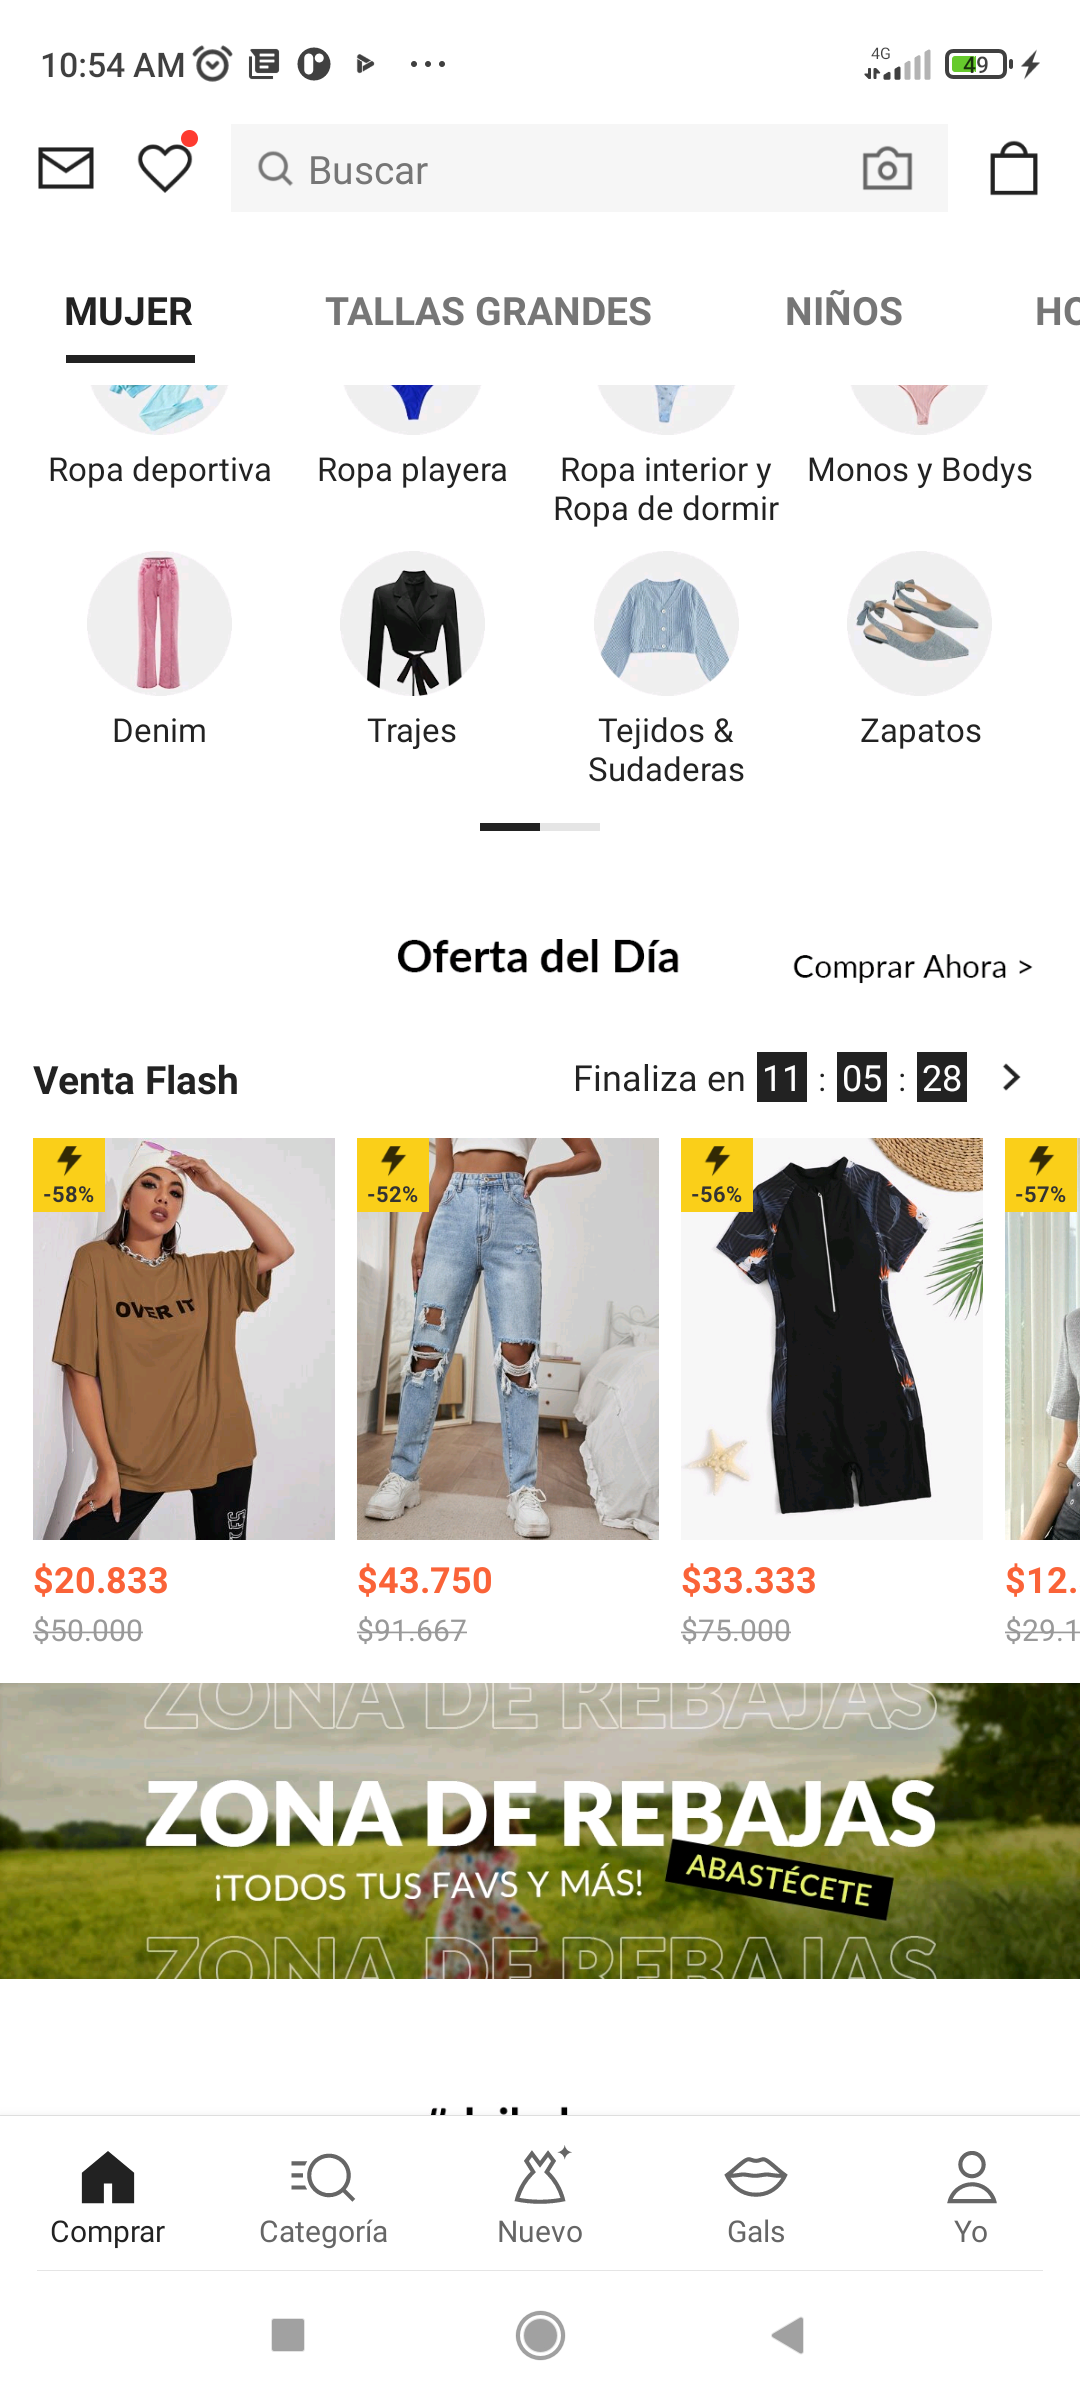 10:54 AM
4G
49
Buscar
MUJER TALLAS GRANDES NIÑOS HO
Ropa deportiva Ropa playera Ropa interior y Monos y Bodys
Ropa de dormir
Denim Trajes Tejidos & Zapatos
Sudaderas
Oferta del Día Comprar Ahora >
Venta Flash Finaliza en 11 : 05 : 28
-58% -52% -56% -57%
OVER IT
$20.833 $43.750 $33.333 $12.
$50.000 $91.667 $75.000 $29.1
ZONA DE REBAJAS
ZONA DE REBAJAS
¡TODOS TUS FAVS Y MÁS! ABASTÉCETE
ZONA DE REBAJAS
Comprar Categoría Nuevo Gals Yo